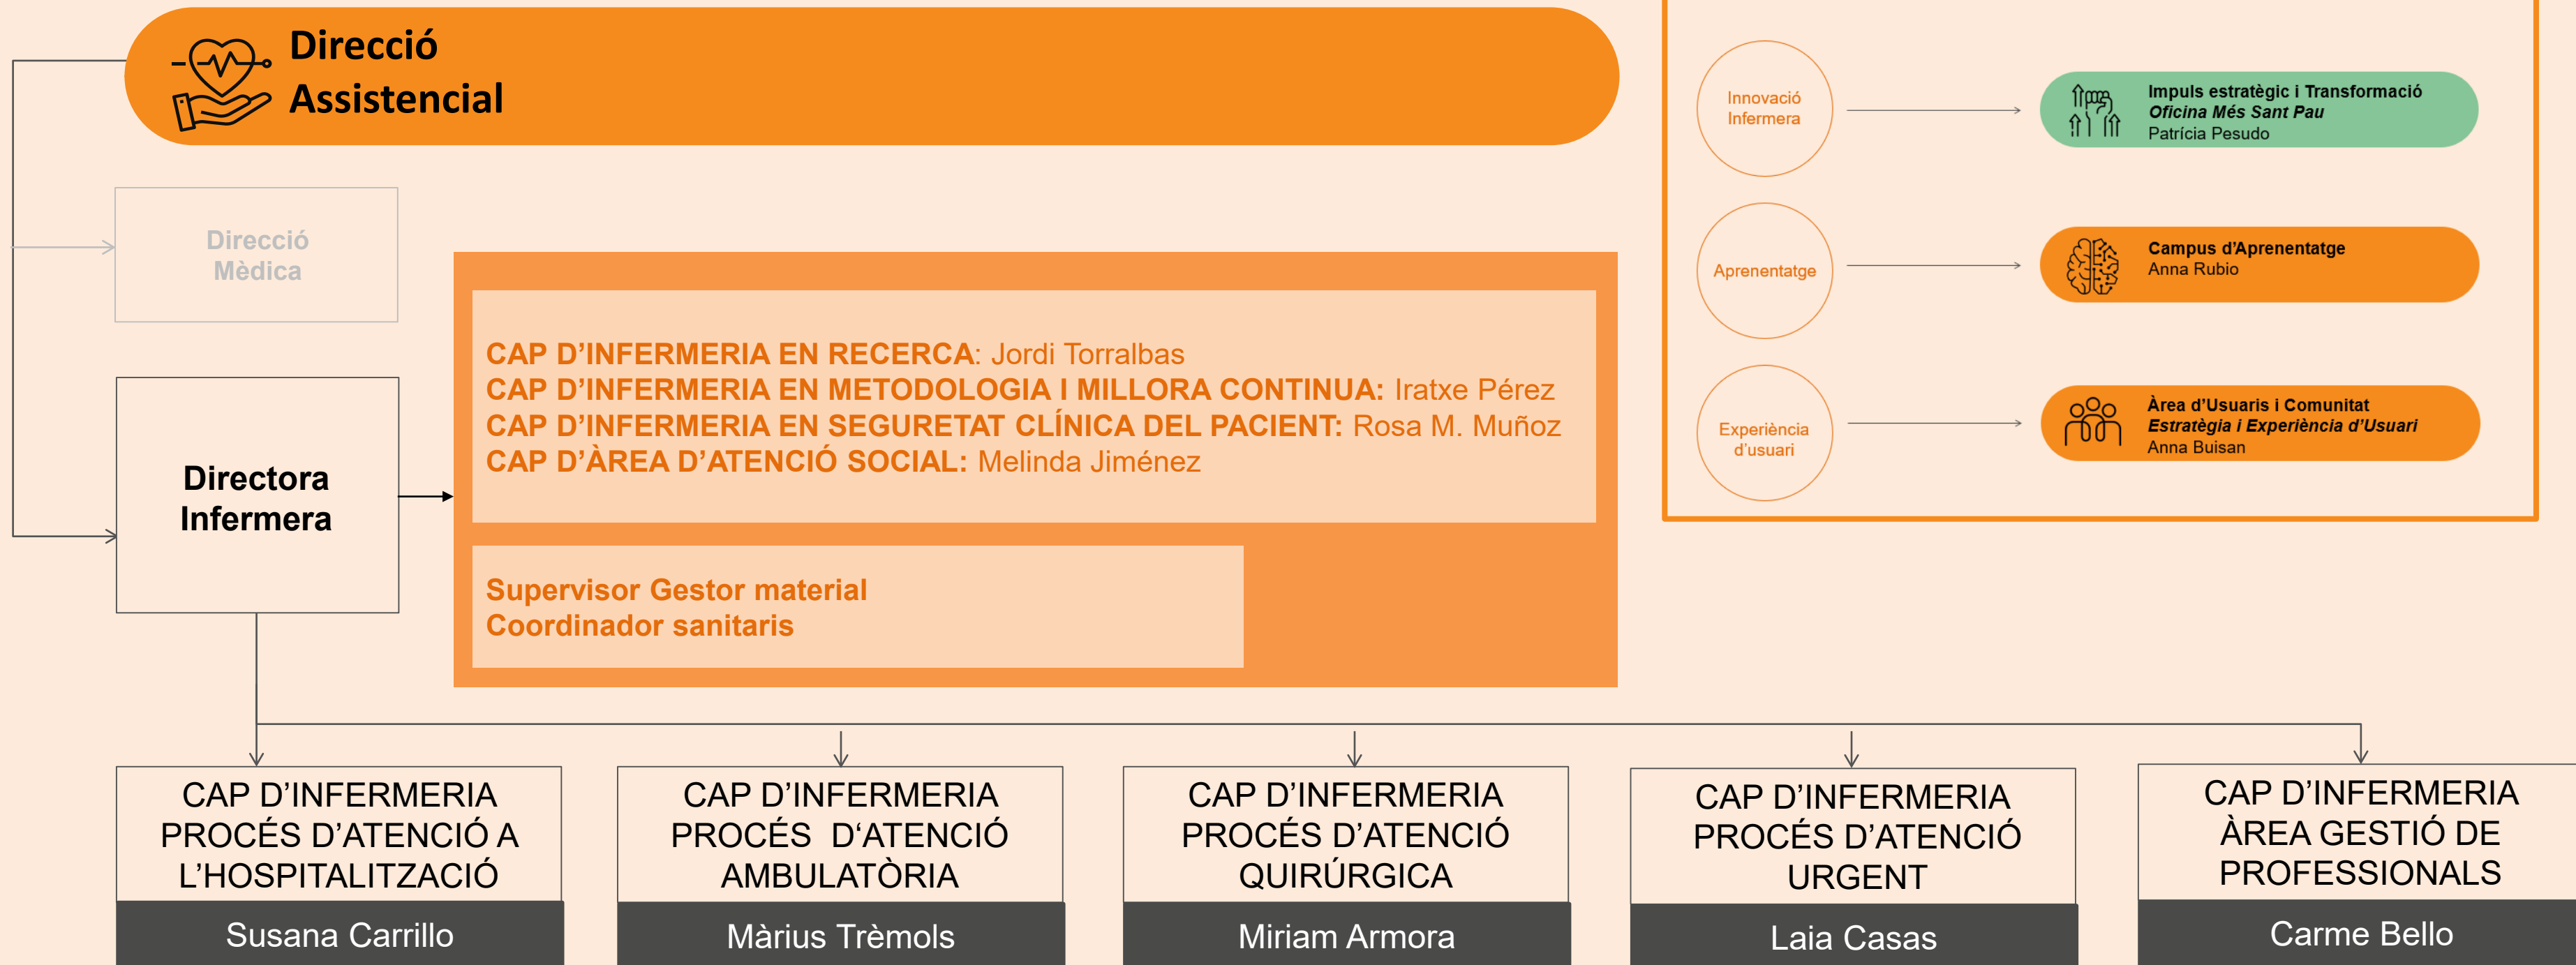 Direcció
Assistencial
Direcció
Mèdica
Directora
Infermera
CAP D’INFERMERIA EN RECERCA: Jordi Torralbas
CAP D’INFERMERIA EN METODOLOGIA I MILLORA CONTINUA: Iratxe Pérez
CAP D’INFERMERIA EN SEGURETAT CLÍNICA DEL PACIENT: Rosa M. Muñoz
CAP D’ÀREA D’ATENCIÓ SOCIAL: Melinda Jiménez
Supervisor Gestor material
Coordinador sanitaris
Innovació
Infermera
Impuls estratègic i Transformació
Oficina Més Sant Pau
Patrícia Pesudo
Aprenentatge
Campus d’Aprenentatge
Anna Rubio
Experiència
d’usuari
Àrea d’Usuaris i Comunitat
Estratègia i Experiència d’Usuari
Anna Buisan
CAP D’INFERMERIA
PROCÉS D’ATENCIÓ A
L’HOSPITALITZACIÓ
Susana Carrillo
CAP D’INFERMERIA
PROCÉS D‘ATENCIÓ
AMBULATÒRIA
Màrius Trèmols
CAP D’INFERMERIA
PROCÉS D’ATENCIÓ
QUIRÚRGICA
Miriam Armora
CAP D’INFERMERIA
PROCÉS D’ATENCIÓ
URGENT
Laia Casas
CAP D’INFERMERIA
ÀREA GESTIÓ DE
PROFESSIONALS
Carme Bello